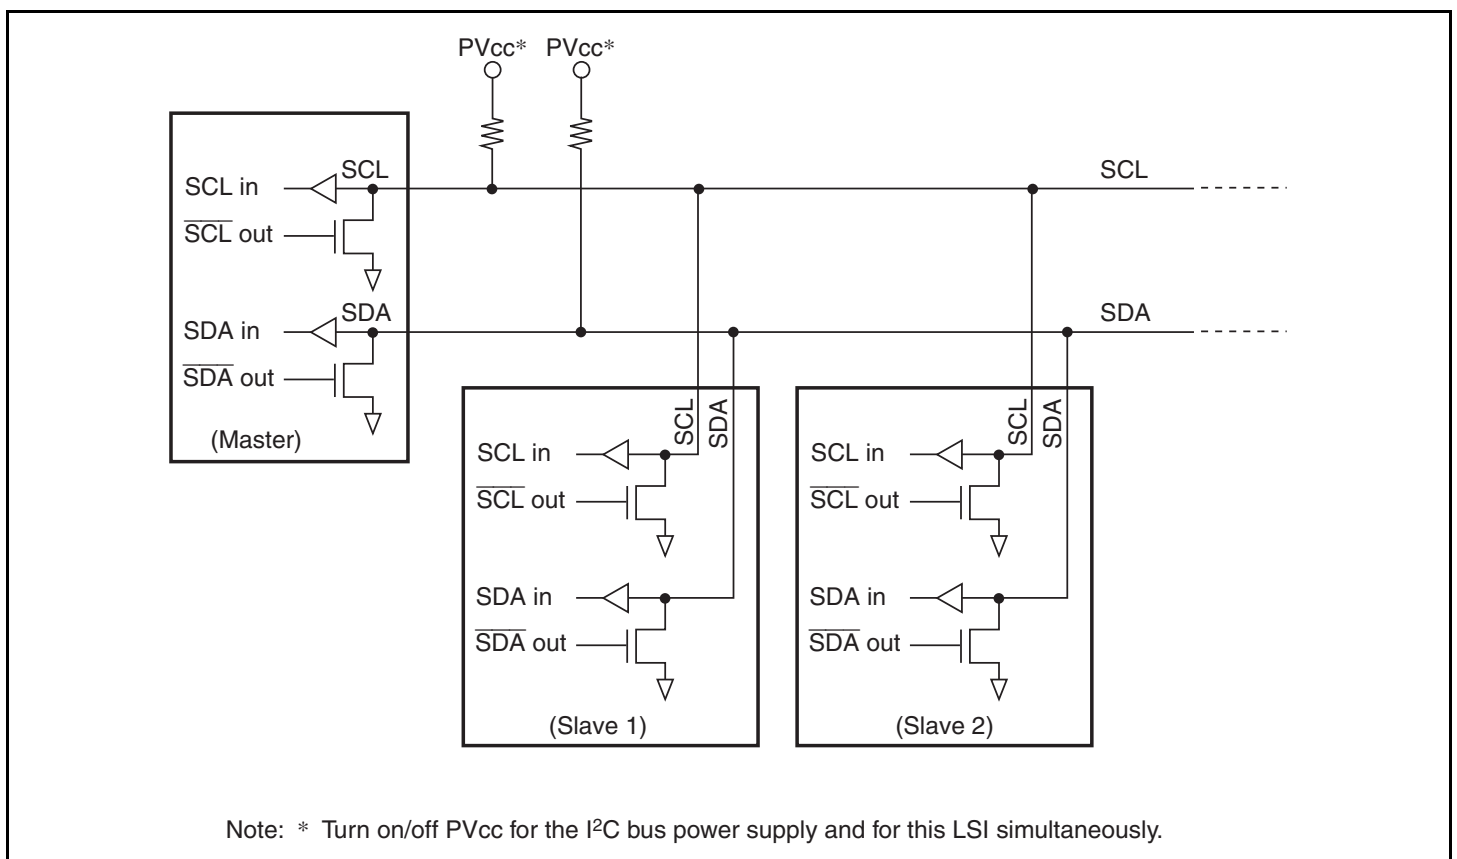 PVcc* PVcc*
SCL
SCL in
SCL out
SDA
SDA in
SDA out
(Master)
SCL
SDA
SCL
SDA
SCL in
SCL out
SDA in
SDA out
(Slave 1)
SCL
SDA
SCL in
SCL out
SDA in
SDA out
(Slave 2)
Note: * Turn on/off PVcc for the I²C bus power supply and for this LSI simultaneously.